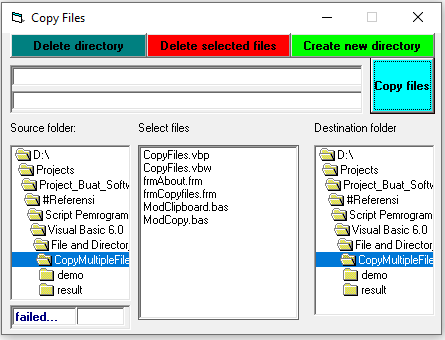 Copy Files
Delete directory
Delete selected files
Create new directory
Copy files
Source folder:
Select files
Destination folder
D:\
Projects
Project_Buat_Softw
#Referensi
Script Pemrogram
Visual Basic 6.0
File and Director
CopyMultipleFile
demo
result
CopyFiles.vbp
CopyFiles.vbw
frmAbout.frm
frmCopyfiles.frm
ModClipboard.bas
ModCopy.bas
D:\
Projects
Project_Buat_Softw
#Referensi
Script Pemrogram
Visual Basic 6.0
File and Director
CopyMultipleFile
demo
result
failed...